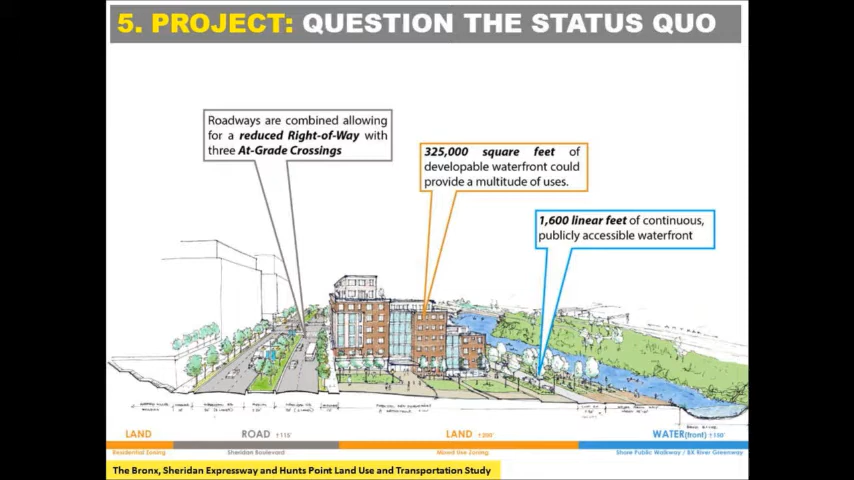 5. PROJECT: QUESTION THE STATUS QUO
Roadways are combined allowing
for a reduced Right-of-Way with
three At-Grade Crossings
325,000 square feet of
developable waterfront could
provide a multitude of uses.
1,600 linear feet of continuous,
publicly accessible waterfront
LAND
ROAD ±115'
LAND ±200'
WATER(front) ±150'
Residential Zoning
Sheridan Boulevard
Mixed Use Zoning
Shore Public Walkway / BX River Greenway
The Bronx, Sheridan Expressway and Hunts Point Land Use and Transportation Study